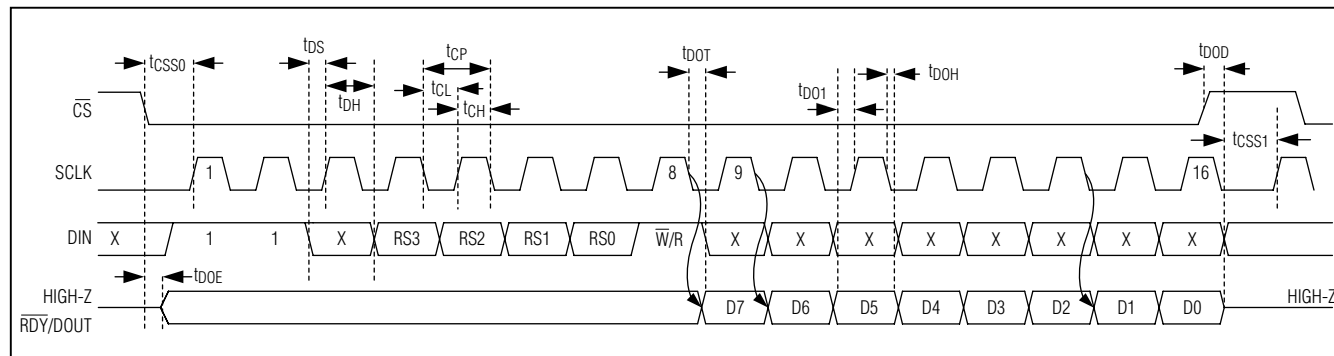 tCSS0 tDS tDH tCP tCL tCH tDOT tDO1 tDOH tDOD tCSS1
CS
SCLK 1 8 9 16
DIN X 1 1 X RS3 RS2 RS1 RS0 W/R X X X X X X X X
tDOE
HIGH-Z D7 D6 D5 D4 D3 D2 D1 D0 HIGH-Z
RDY/DOUT